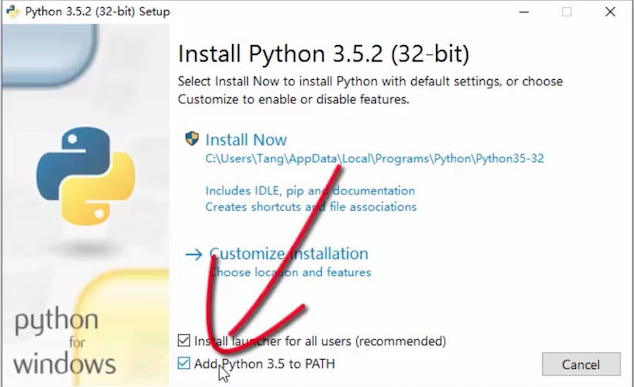 Python 3.5.2 (32-bit) Setup
Install Python 3.5.2 (32-bit)
Select Install Now to install Python with default settings, or choose
Customize to enable or disable features.
Install Now
C:\Users\Tang\AppData\Local\Programs\Python\Python35-32
Includes IDLE, pip and documentation
Creates shortcuts and file associations
Customize installation
Choose location and features
Install launcher for all users (recommended)
Add Python 3.5 to PATH
Cancel
python
for
windows